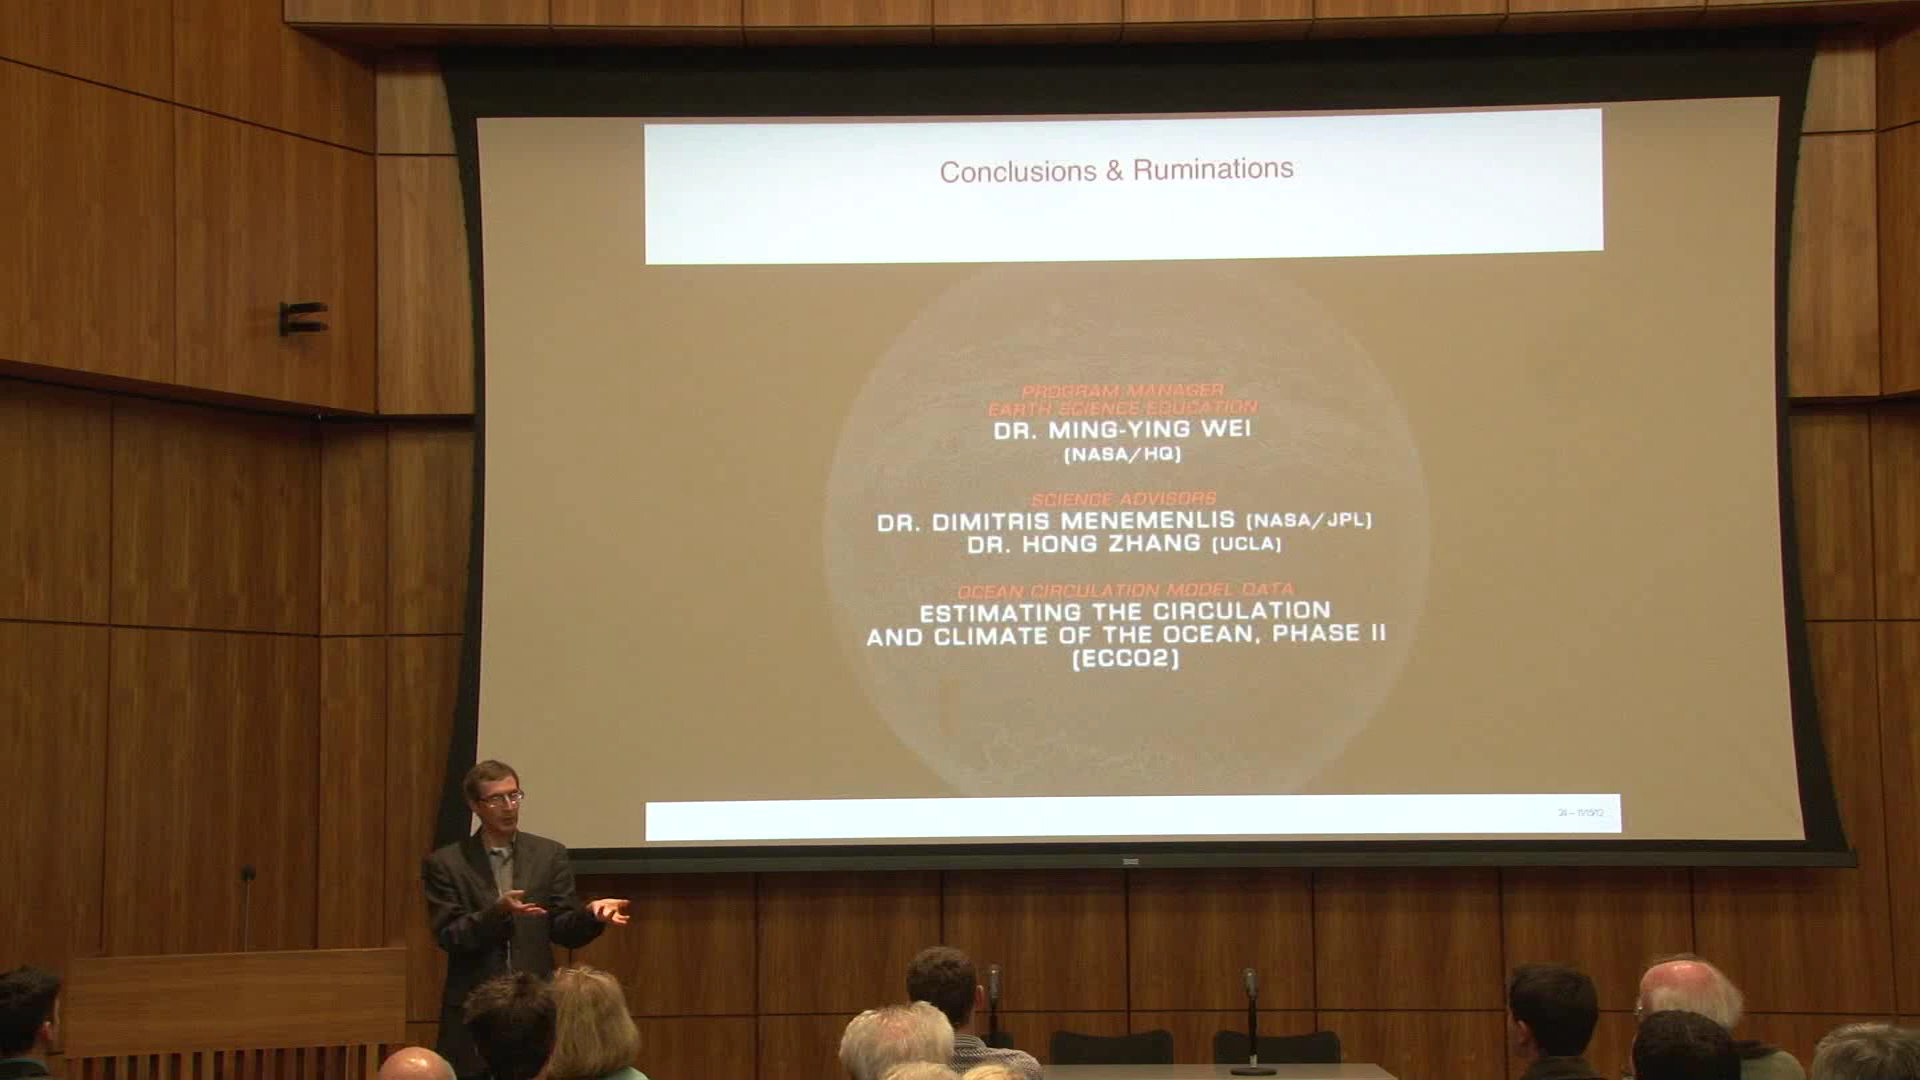 Conclusions & Ruminations
PROGRAM MANAGER
EARTH SCIENCE EDUCATION
DR. MING-YING WEI
(NASA/HQ)
SCIENCE ADVISORS
DR. DIMITRIS MENEMENLIS (NASA/JPL)
DR. HONG ZHANG (UCLA)
OCEAN CIRCULATION MODEL DATA
ESTIMATING THE CIRCULATION
AND CLIMATE OF THE OCEAN, PHASE II
(ECCO2)